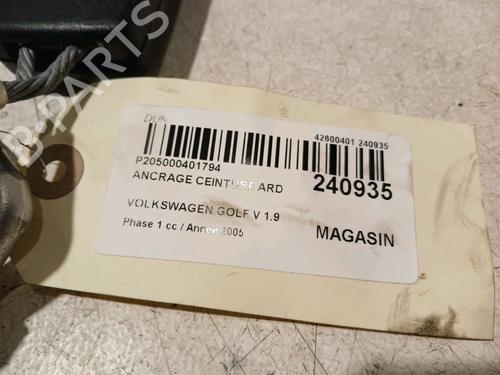 42600401 240935
P205000401794
ANCRAGE CEINTURE ARD
240935
VOLKSWAGEN GOLF V 1.9
Phase 1 cc / Année 2005
MAGASIN
B-PARTS